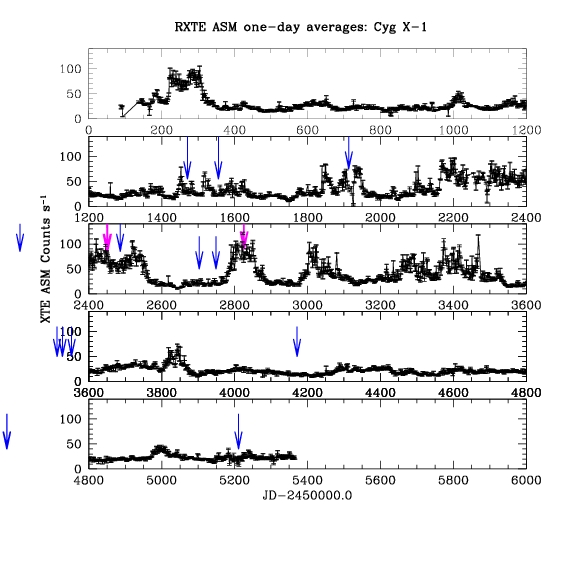 RXTE ASM one-day averages: Cyg X-1
XTE ASM Counts s⁻¹
100
50
0
0 200 400 600 800 1000 1200
100
50
0
1200 1400 1600 1800 2000 2200 2400
100
50
0
2400 2600 2800 3000 3200 3400 3600
100
50
0
3600 3800 4000 4200 4400 4600 4800
100
50
0
4800 5000 5200 5400 5600 5800 6000
JD-2450000.0